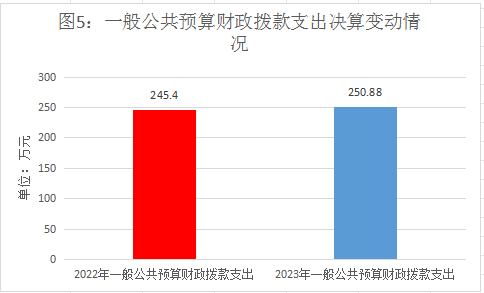 图5：一般公共预算财政拨款支出决算变动情
况
单位：万元
300
250
200
150
100
50
0
245.4
250.88
2022年一般公共预算财政拨款支出
2023年一般公共预算财政拨款支出